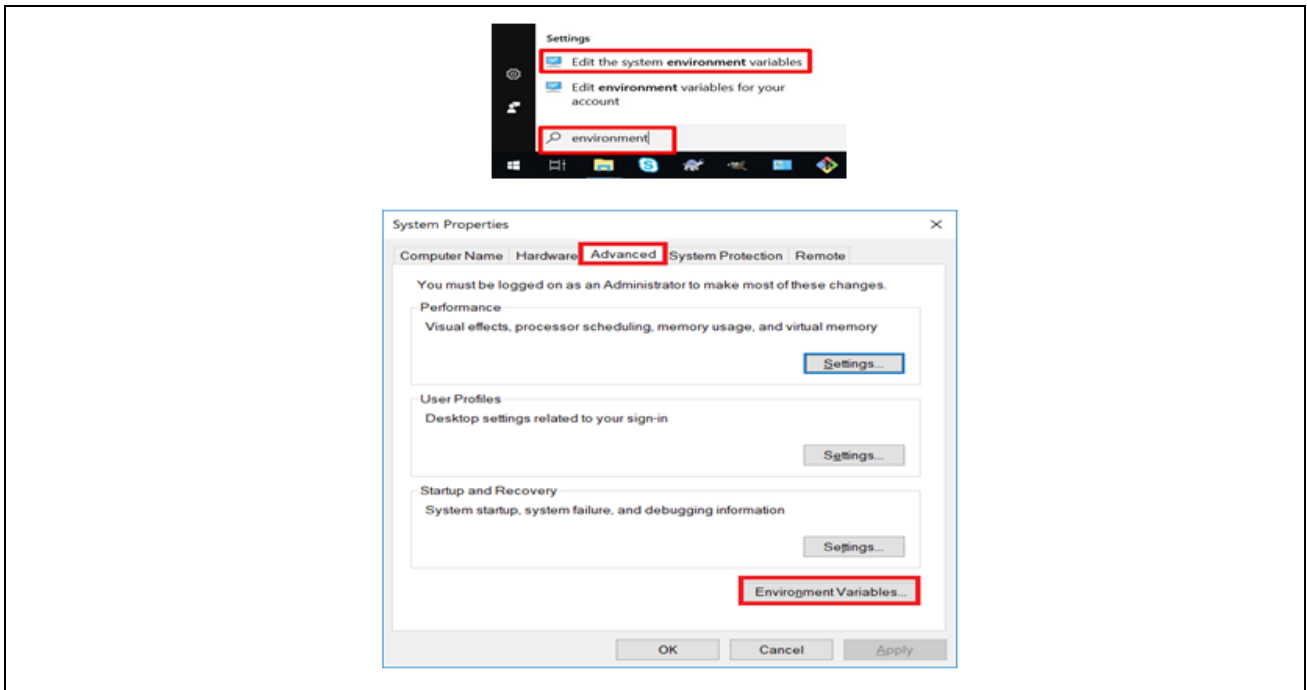 Settings
Edit the system environment variables
Edit environment variables for your
account
environment
System Properties
Computer Name Hardware Advanced System Protection Remote
You must be logged on as an Administrator to make most of these changes.
Performance
Visual effects, processor scheduling, memory usage, and virtual memory
Settings...
User Profiles
Desktop settings related to your sign-in
Settings...
Startup and Recovery
System startup, system failure, and debugging information
Settings...
Environment Variables...
OK Cancel Apply